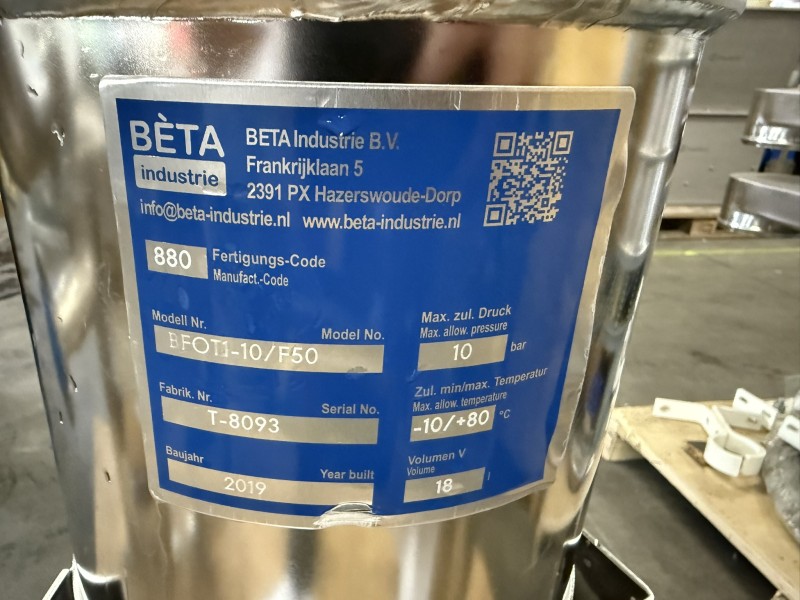 BÈTA
industrie
BETA Industrie B.V.
Frankrijklaan 5
2391 PX Hazerswoude-Dorp
info@beta-industrie.nl www.beta-industrie.nl
880 Fertigungs-Code
Manufact.-Code
Modell Nr. Model No.
BFOT1-10/F50
Fabrik. Nr. Serial No.
T-8093
Baujahr Year built
2019
Max. zul. Druck
Max. allow. pressure
10 bar
Zul. min/max. Temperatur
Max. allow. temperature
-10/+80 °C
Volumen V
Volume
18 l